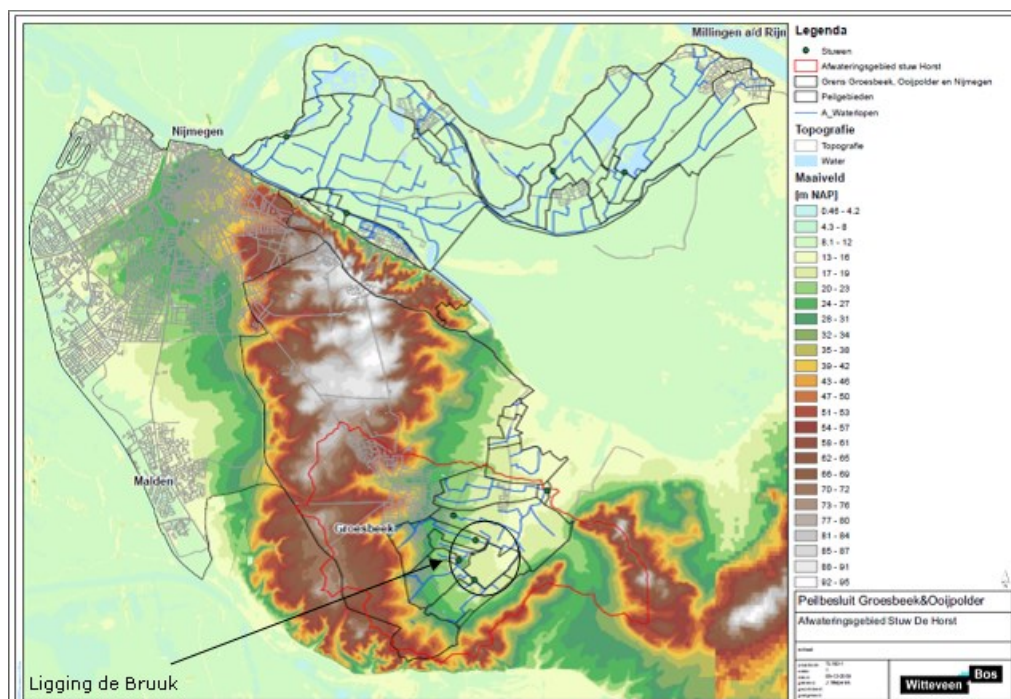 Millingen a/d Rijn
Nijmegen
Malden
Groesbeek
Ligging de Bruuk
Legenda
Stuwen
Afwateringsgebied stuw Horst
Grens Groesbeek, Ooijpolder en Nijmegen
Peilgebieden
A_Waterlopen
Topografie
Topografie
Water
Maaiveld
[m NAP]
0.46 - 4.2
4.3 - 8
8.1 - 12
13 - 16
17 - 19
20 - 23
24 - 27
28 - 31
32 - 34
35 - 38
39 - 42
43 - 46
47 - 50
51 - 53
54 - 57
58 - 61
62 - 65
66 - 69
70 - 72
73 - 76
77 - 80
81 - 84
85 - 87
88 - 91
92 - 95
Peilbesluit Groesbeek&Ooijpolder
Afwateringsgebied Stuw De Horst
Witteveen
Bos